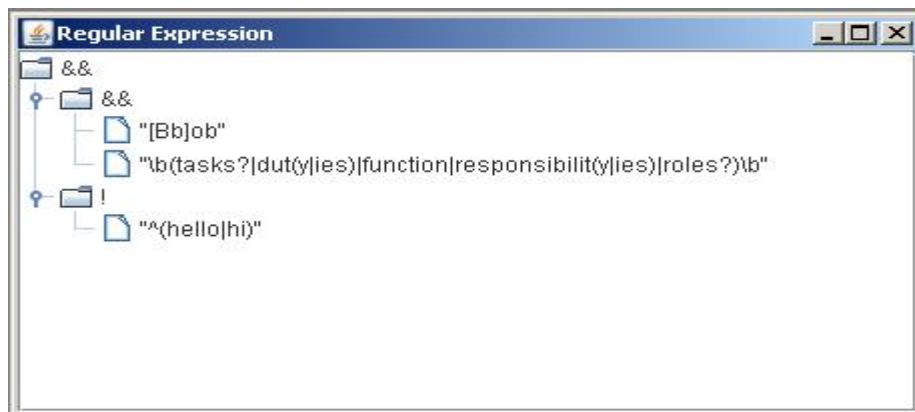 Regular Expression
&&
&&
"[Bb]ob"
"\b(tasks?|dut(y|ies)|function|responsibilit(y|ies)|roles?)\b"
!
"^(hello|hi)"